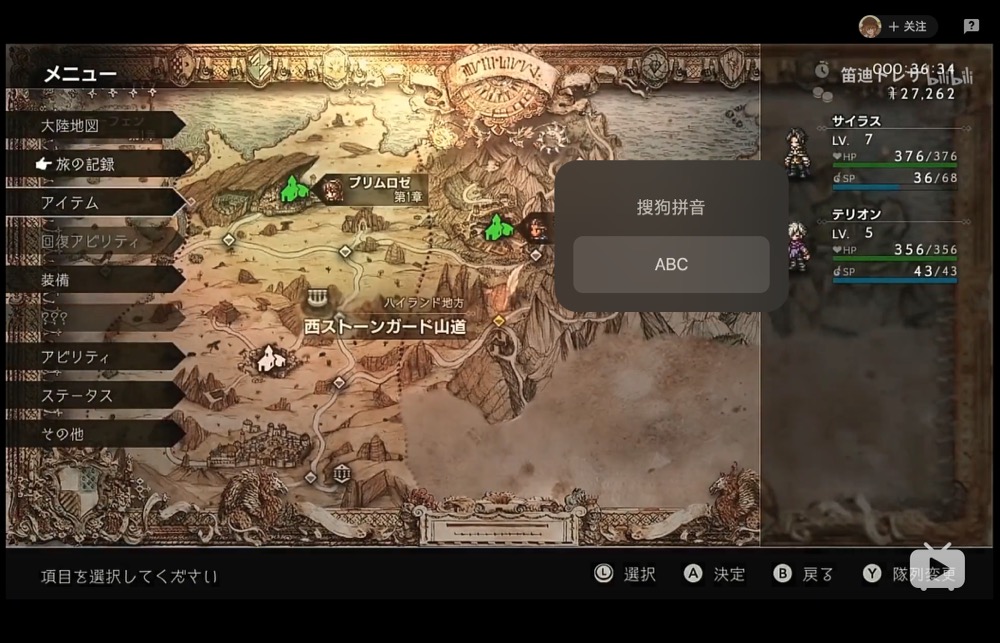 + 关注
?
メニュー
000:36:34
笛迪トレサ bilibili
27,262
大陸地図
旅の記録
アイテム
回復アビリティ
装備
???
アビリティ
ステータス
その他
プリムロゼ
第1章
ハイランド地方
西ストーンガード山道
搜狗拼音
ABC
サイラス
LV. 7
HP 376/376
SP 36/68
テリオン
LV. 5
HP 356/356
SP 43/43
項目を選択してください
L 選択
A 決定
B 戻る
Y 隊列変更